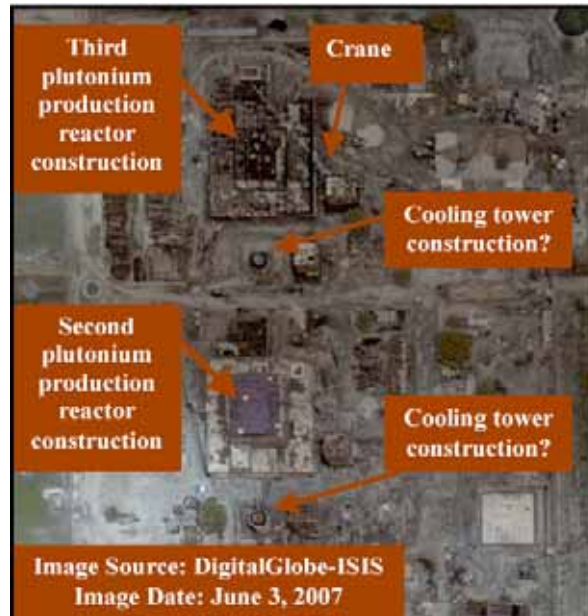 Third
plutonium
production
reactor
construction
Crane
Cooling tower
construction?
Second
plutonium
production
reactor
construction
Cooling tower
construction?
Image Source: DigitalGlobe-ISIS
Image Date: June 3, 2007